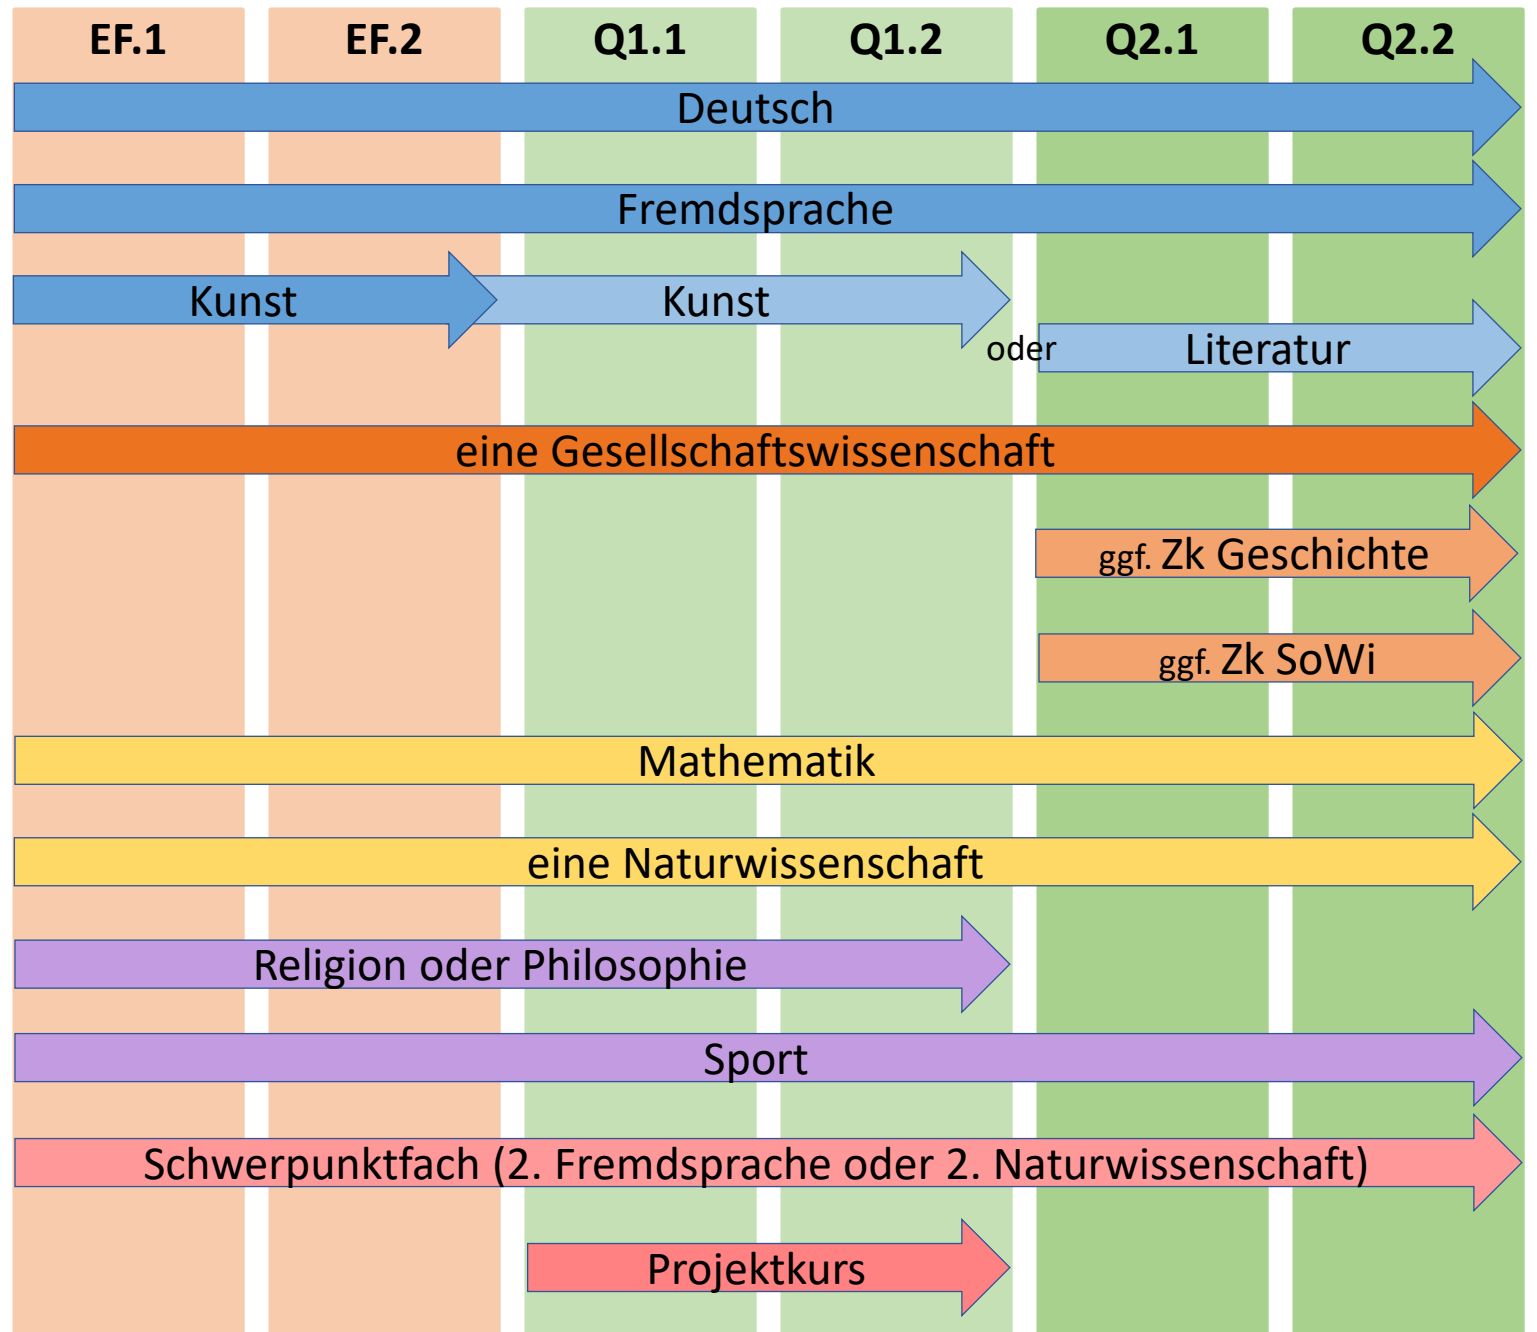 EF.1 EF.2 Q1.1 Q1.2 Q2.1 Q2.2
Deutsch
Fremdsprache
Kunst Kunst
oder Literatur
eine Gesellschaftswissenschaft
ggf. Zk Geschichte
ggf. Zk SoWi
Mathematik
eine Naturwissenschaft
Religion oder Philosophie
Sport
Schwerpunktfach (2. Fremdsprache oder 2. Naturwissenschaft)
Projektkurs